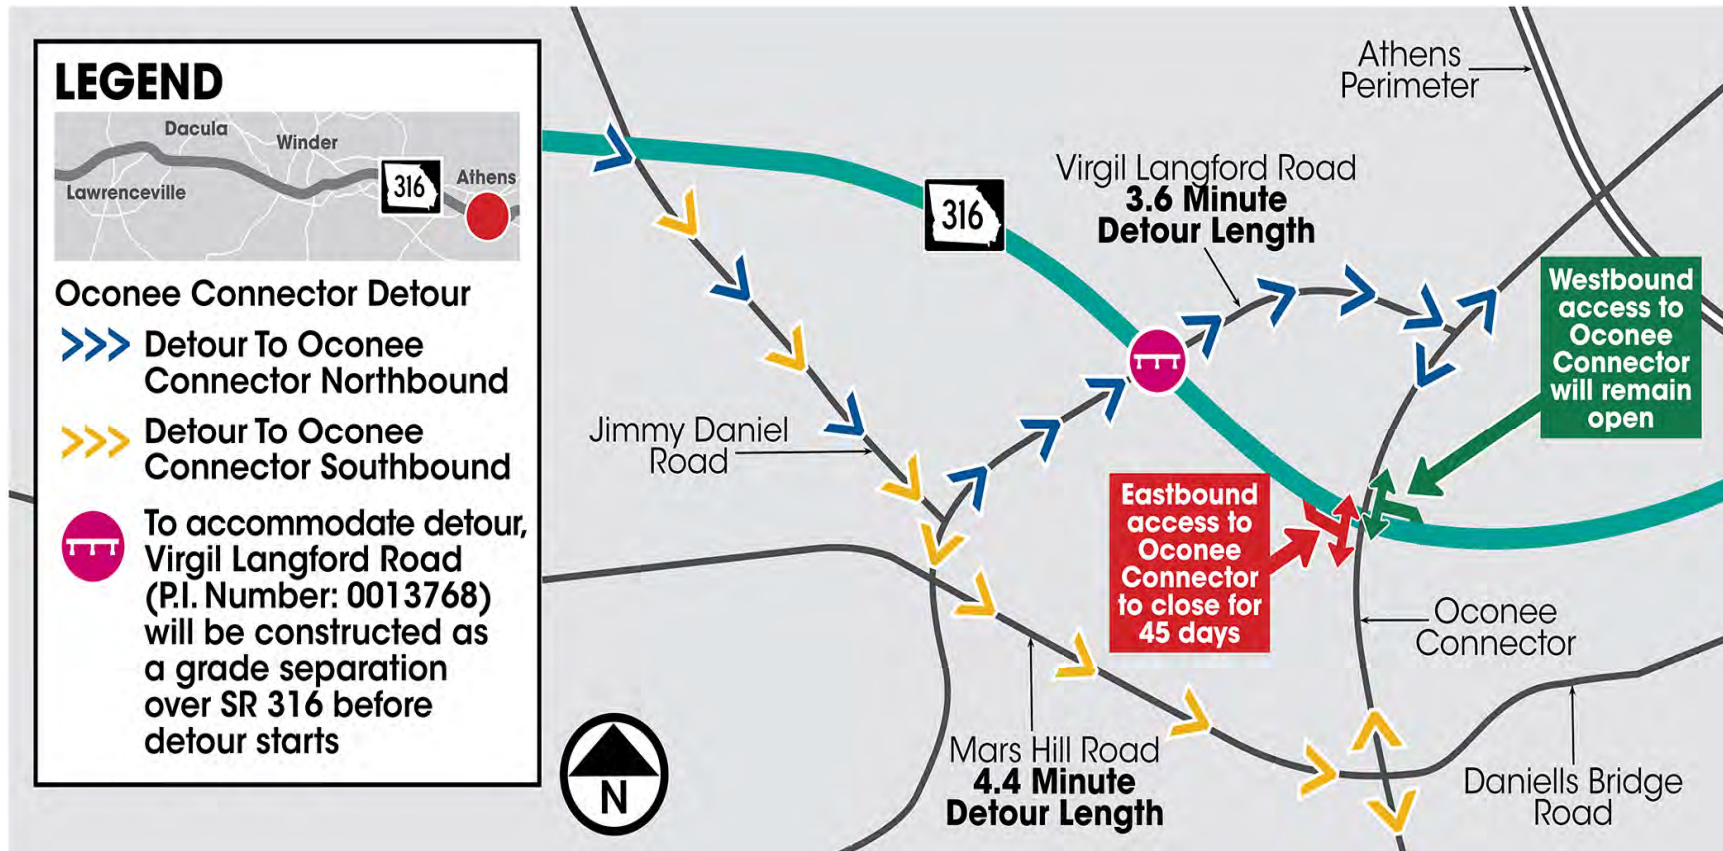 LEGEND
Dacula
Winder
Lawrenceville
316
Athens
Oconee Connector Detour
Detour To Oconee
Connector Northbound
Detour To Oconee
Connector Southbound
To accommodate detour,
Virgil Langford Road
(P.I. Number: 0013768)
will be constructed as
a grade separation
over SR 316 before
detour starts
N
316
Athens
Perimeter
Virgil Langford Road
3.6 Minute
Detour Length
Westbound
access to
Oconee
Connector
will remain
open
Jimmy Daniel
Road
Eastbound
access to
Oconee
Connector
to close for
45 days
Oconee
Connector
Mars Hill Road
4.4 Minute
Detour Length
Daniells Bridge
Road